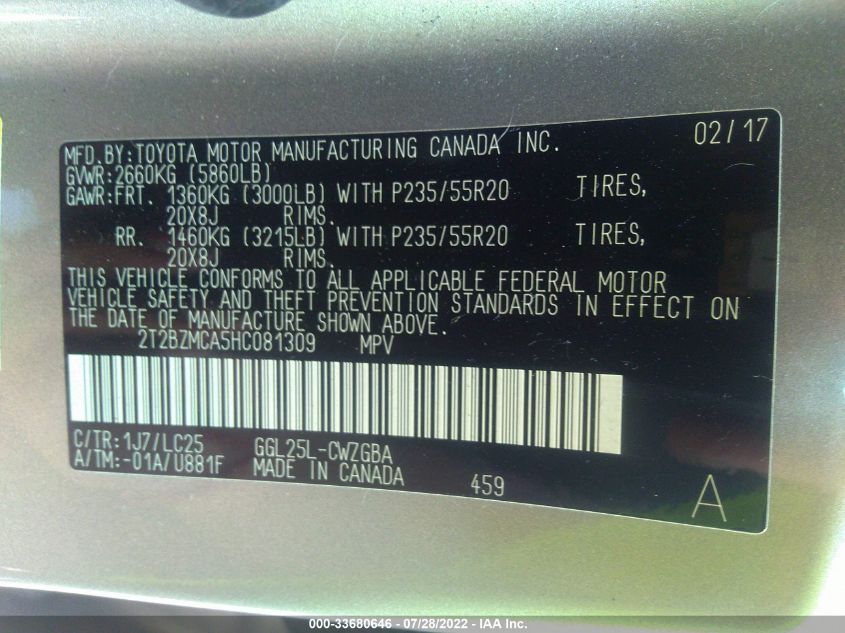 MFD.BY:TOYOTA MOTOR MANUFACTURING CANADA INC. 02/17
GVWR:2660KG (5860LB)
GAWR:FRT. 1360KG (3000LB) WITH P235/55R20 TIRES,
20X8J RIMS.
RR. 1460KG (3215LB) WITH P235/55R20 TIRES,
20X8J RIMS.
THIS VEHICLE CONFORMS TO ALL APPLICABLE FEDERAL MOTOR
VEHICLE SAFETY AND THEFT PREVENTION STANDARDS IN EFFECT ON
THE DATE OF MANUFACTURE SHOWN ABOVE.
2T2BZMCA5HC081309 MPV
C/TR:1J7/LC25 GGL25L-CWZGBA
A/TM:-01A/U881F MADE IN CANADA 459 A
000-33680646 - 07/28/2022 - IAA Inc.